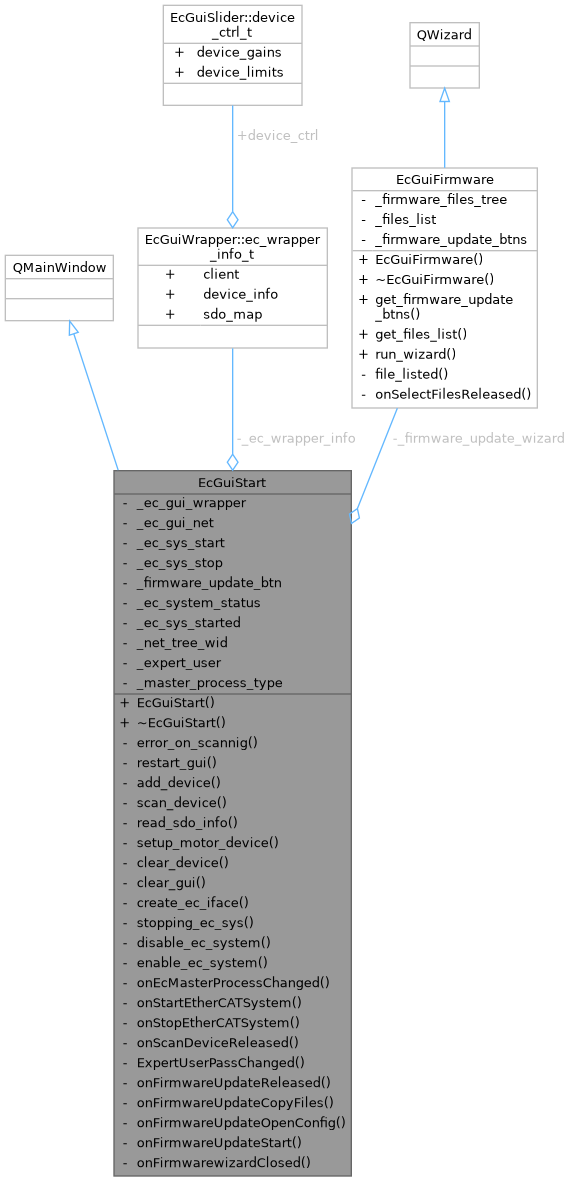 EcGuiSlider::device
_ctrl_t
+ device_gains
+ device_limits
QWizard
+device_ctrl
EcGuiFirmware
- _firmware_files_tree
- _files_list
- _firmware_update_btns
+ EcGuiFirmware()
+ ~EcGuiFirmware()
+ get_firmware_update
_btns()
+ get_files_list()
+ run_wizard()
- file_listed()
- onSelectFilesReleased()
EcGuiWrapper::ec_wrapper
_info_t
+ client
+ device_info
+ sdo_map
QMainWindow
-_ec_wrapper_info
-_firmware_update_wizard
EcGuiStart
- _ec_gui_wrapper
- _ec_gui_net
- _ec_sys_start
- _ec_sys_stop
- _firmware_update_btn
- _ec_system_status
- _ec_sys_started
- _net_tree_wid
- _expert_user
- _master_process_type
+ EcGuiStart()
+ ~EcGuiStart()
- error_on_scannig()
- restart_gui()
- add_device()
- scan_device()
- read_sdo_info()
- setup_motor_device()
- clear_device()
- clear_gui()
- create_ec_iface()
- stopping_ec_sys()
- disable_ec_system()
- enable_ec_system()
- onEcMasterProcessChanged()
- onStartEtherCATSystem()
- onStopEtherCATSystem()
- onScanDeviceReleased()
- ExpertUserPassChanged()
- onFirmwareUpdateReleased()
- onFirmwareUpdateCopyFiles()
- onFirmwareUpdateOpenConfig()
- onFirmwareUpdateStart()
- onFirmwarewizardClosed()